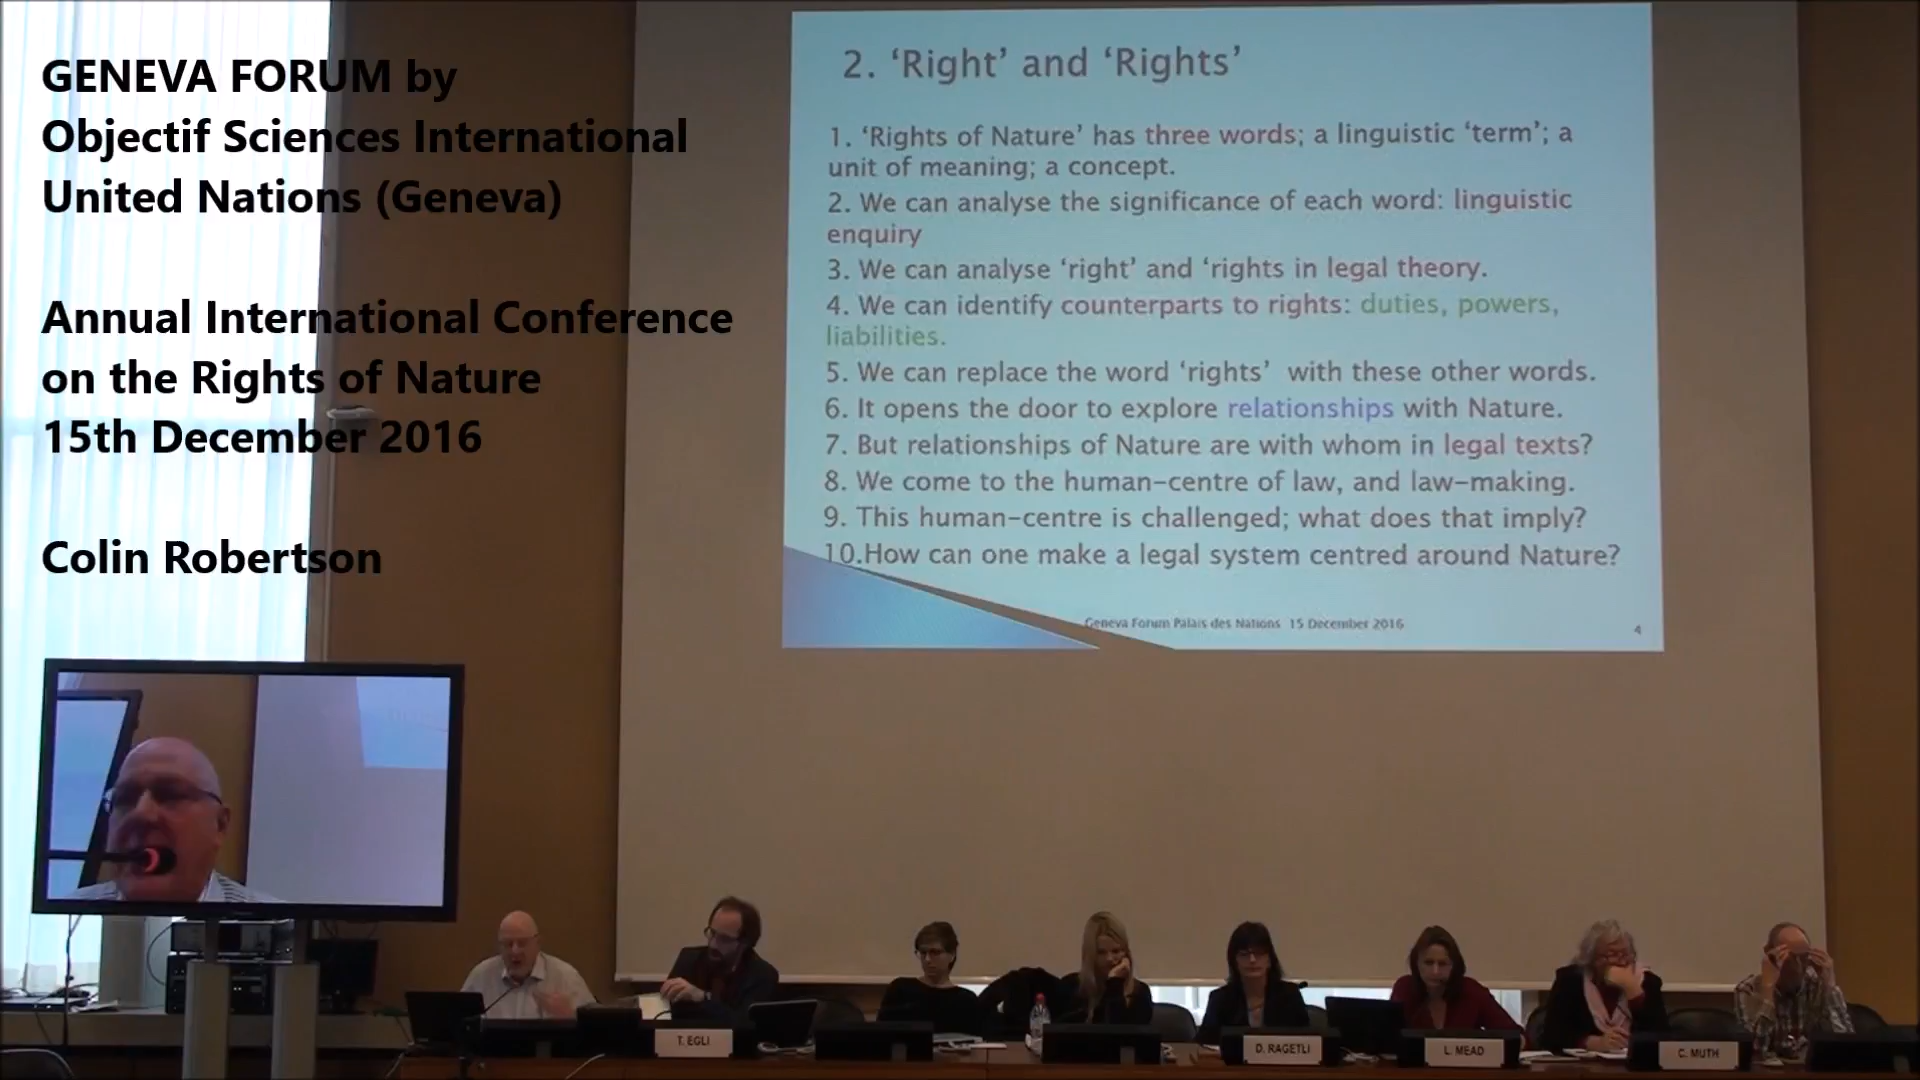 GENEVA FORUM by
Objectif Sciences International
United Nations (Geneva)
Annual International Conference
on the Rights of Nature
15th December 2016
Colin Robertson
2. ‘Right’ and ‘Rights’
1. ‘Rights of Nature’ has three words; a linguistic ‘term’; a
unit of meaning; a concept.
2. We can analyse the significance of each word: linguistic
enquiry
3. We can analyse ‘right’ and ‘rights in legal theory.
4. We can identify counterparts to rights: duties, powers,
liabilities.
5. We can replace the word ‘rights’ with these other words.
6. It opens the door to explore relationships with Nature.
7. But relationships of Nature are with whom in legal texts?
8. We come to the human-centre of law, and law-making.
9. This human-centre is challenged; what does that imply?
10.How can one make a legal system centred around Nature?
Geneva Forum Palais des Nations 15 December 2016
4
T. EGLI
D. RAGETLI
L. MEAD
C. MUTH